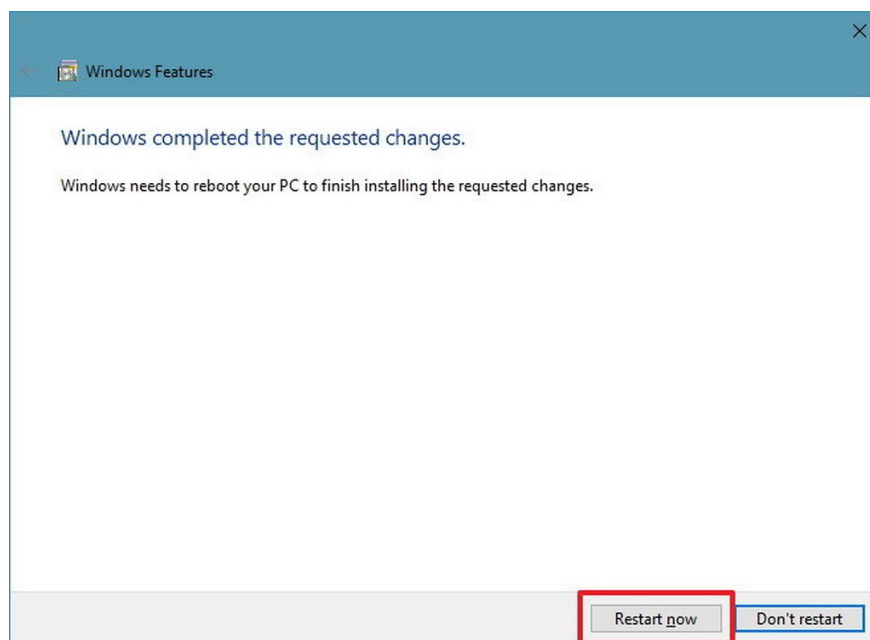 Windows Features
Windows completed the requested changes.
Windows needs to reboot your PC to finish installing the requested changes.
Restart now
Don't restart